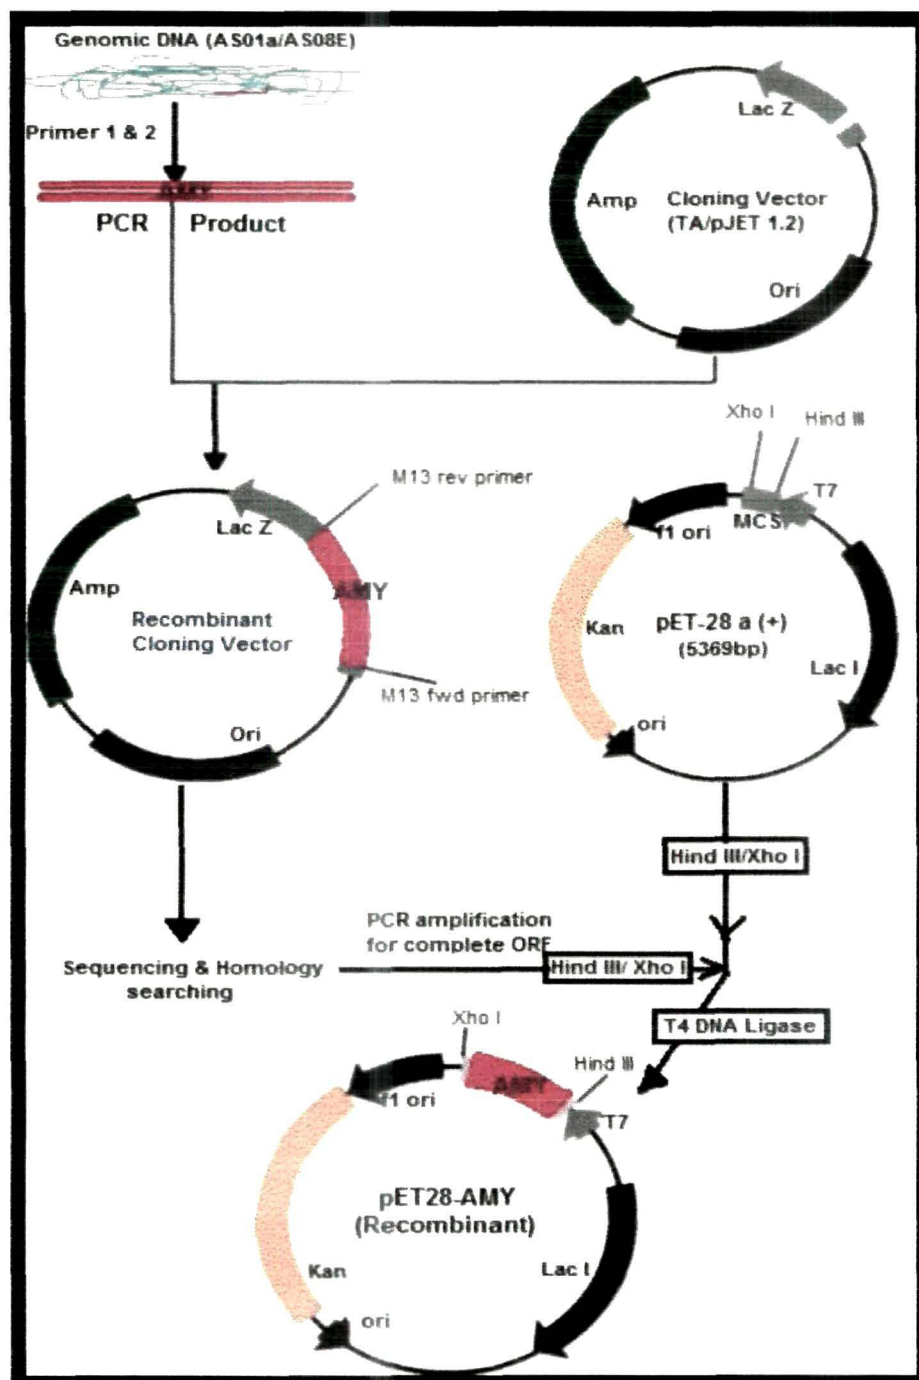 Genomic DNA (AS01a/AS08E)
Primer 1 & 2
AMY
PCR Product
Lac Z
Amp
Cloning Vector
(TA/pJET 1.2)
Ori
M13 rev primer
Lac Z
Amp
AMY
Recombinant
Cloning Vector
M13 fwd primer
Ori
Xho I
Hind III
T7
MCS
f1 ori
Kan
pET-28 a (+)
(5369bp)
Lac I
ori
Hind III/Xho I
PCR amplification
for complete ORF
Sequencing & Homology
searching
Hind III/ Xho I
T4 DNA Ligase
Xho I
Hind III
AMY
f1 ori
T7
pET28-AMY
(Recombinant)
Kan
Lac I
ori